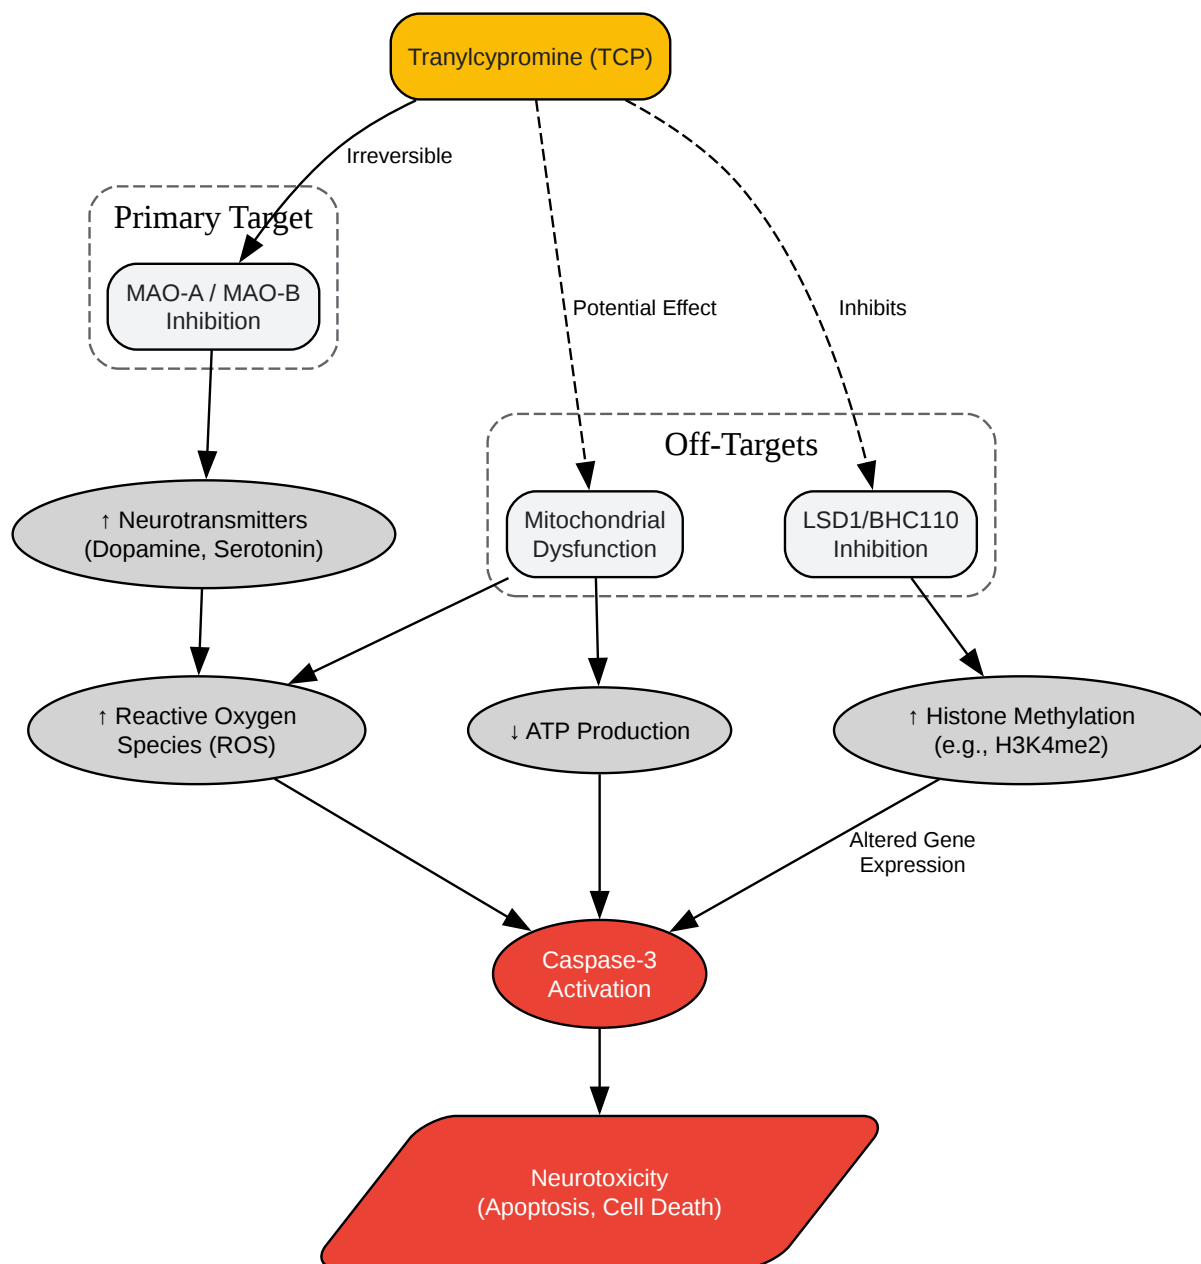 Tranylcypromine (TCP)
Irreversible
Primary Target
MAO-A / MAO-B
Inhibition
Potential Effect
Inhibits
Off-Targets
Mitochondrial
Dysfunction
LSD1/BHC110
Inhibition
↑ Neurotransmitters
(Dopamine, Serotonin)
↑ Reactive Oxygen
Species (ROS)
↓ ATP Production
↑ Histone Methylation
(e.g., H3K4me2)
Altered Gene
Expression
Caspase-3
Activation
Neurotoxicity
(Apoptosis, Cell Death)